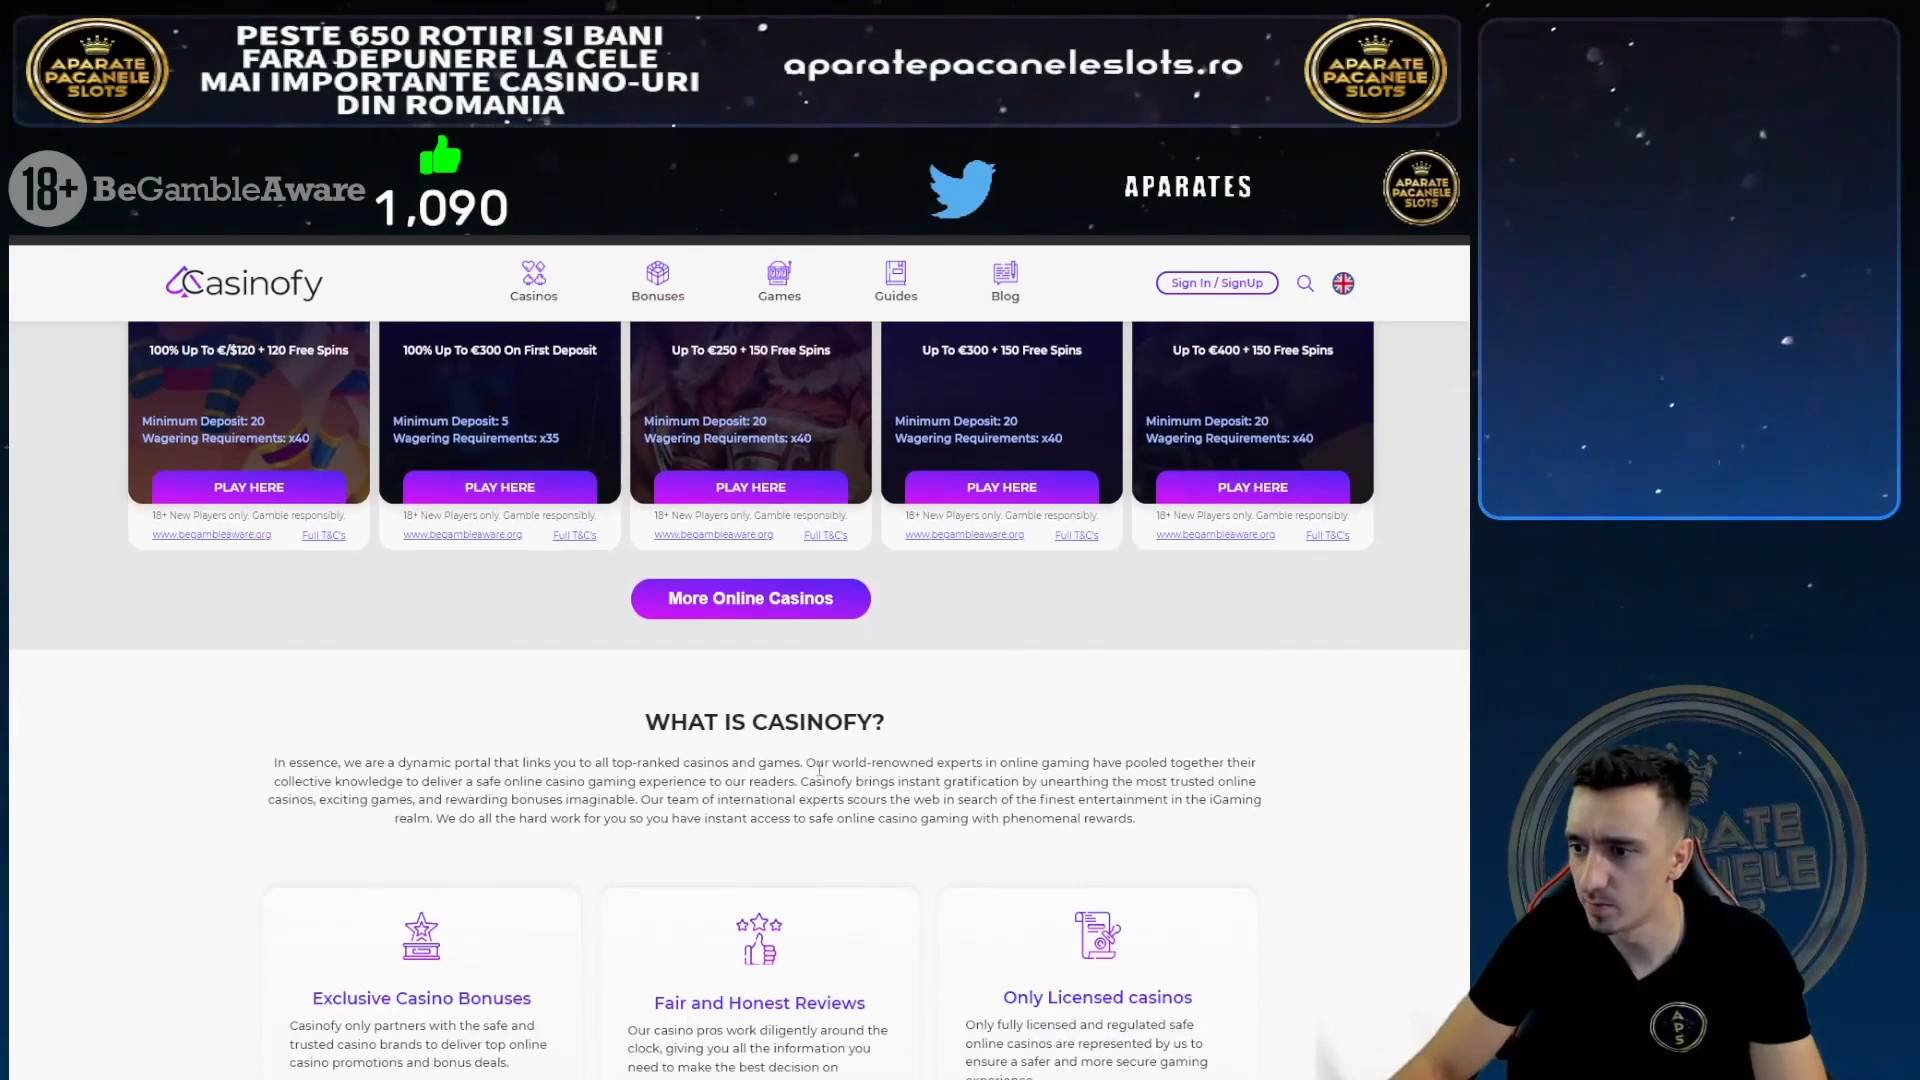 APARATE
PACANELE
SLOTS
PESTE 650 ROTIRI SI BANI
FARA DEPUNERE LA CELE
MAI IMPORTANTE CASINO-URI
DIN ROMANIA
aparatepacaneleslots.ro
APARATE
PACANELE
SLOTS
18+ BeGambleAware
1,090
APARATES
APARATE
PACANELE
SLOTS
Casinofy
Casinos
Bonuses
Games
Guides
Blog
Sign In / SignUp
100% Up To €/$120 + 120 Free Spins
Minimum Deposit: 20
Wagering Requirements: x40
PLAY HERE
18+ New Players only. Gamble responsibly.
www.begambleaware.org Full T&C's
100% Up To €300 On First Deposit
Minimum Deposit: 5
Wagering Requirements: x35
PLAY HERE
18+ New Players only. Gamble responsibly.
www.begambleaware.org Full T&C's
Up To €250 + 150 Free Spins
Minimum Deposit: 20
Wagering Requirements: x40
PLAY HERE
18+ New Players only. Gamble responsibly.
www.begambleaware.org Full T&C's
Up To €300 + 150 Free Spins
Minimum Deposit: 20
Wagering Requirements: x40
PLAY HERE
18+ New Players only. Gamble responsibly.
www.begambleaware.org Full T&C's
Up To €400 + 150 Free Spins
Minimum Deposit: 20
Wagering Requirements: x40
PLAY HERE
18+ New Players only. Gamble responsibly.
www.begambleaware.org Full T&C's
More Online Casinos
WHAT IS CASINOFY?
In essence, we are a dynamic portal that links you to all top-ranked casinos and games. Our world-renowned experts in online gaming have pooled together their
collective knowledge to deliver a safe online casino gaming experience to our readers. Casinofy brings instant gratification by unearthing the most trusted online
casinos, exciting games, and rewarding bonuses imaginable. Our team of international experts scours the web in search of the finest entertainment in the iGaming
realm. We do all the hard work for you so you have instant access to safe online casino gaming with phenomenal rewards.
Exclusive Casino Bonuses
Casinofy only partners with the safe and
trusted casino brands to deliver top online
casino promotions and bonus deals.
Fair and Honest Reviews
Our casino pros work diligently around the
clock, giving you all the information you
need to make the best decision on
Only Licensed casinos
Only fully licensed and regulated safe
online casinos are represented by us to
ensure a safer and more secure gaming
APS